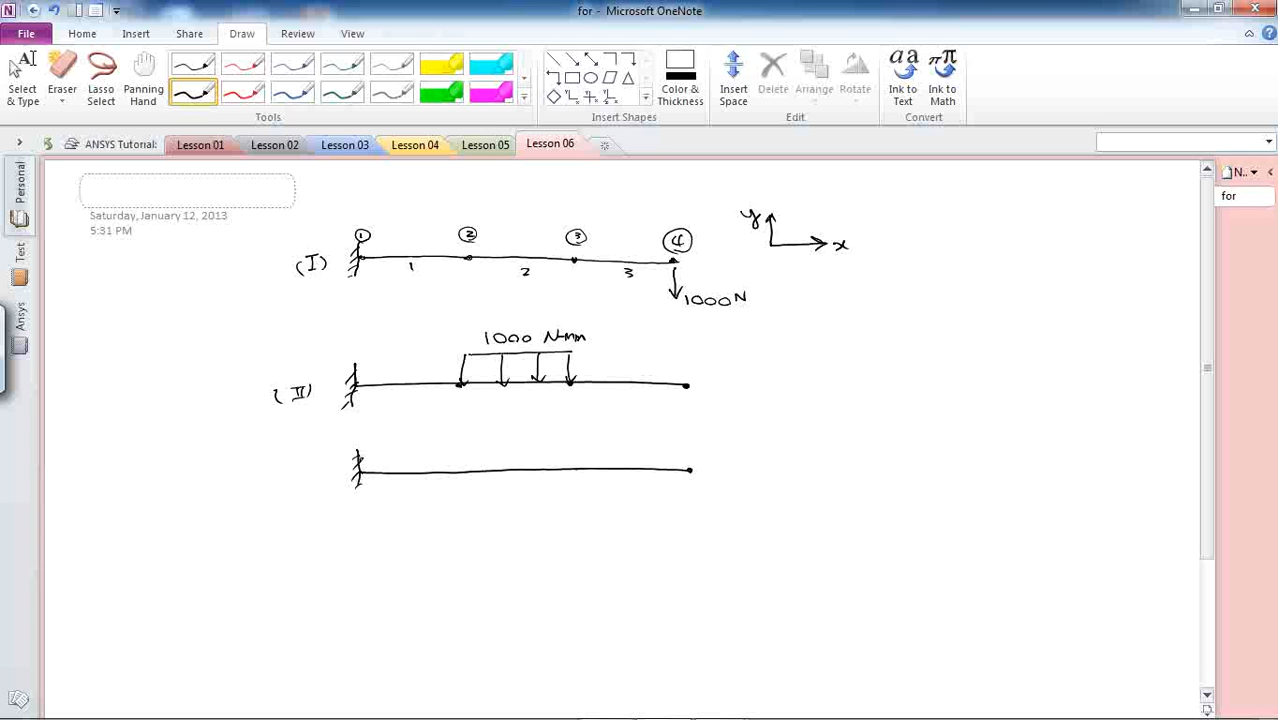 for - Microsoft OneNote
File Home Insert Share Draw Review View
Select & Type
Eraser
Lasso Select
Panning Hand
Color & Thickness
Insert Space
Delete
Arrange
Rotate
Ink to Text
Ink to Math
Tools
Insert Shapes
Edit
Convert
ANSYS Tutorial: Lesson 01 Lesson 02 Lesson 03 Lesson 04 Lesson 05 Lesson 06
N..
for
Personal
Test
Ansys
Saturday, January 12, 2013
5:31 PM
1 2 3 4
y
x
(I)
1 2 3
1000 N
1000 N-mm
(II)